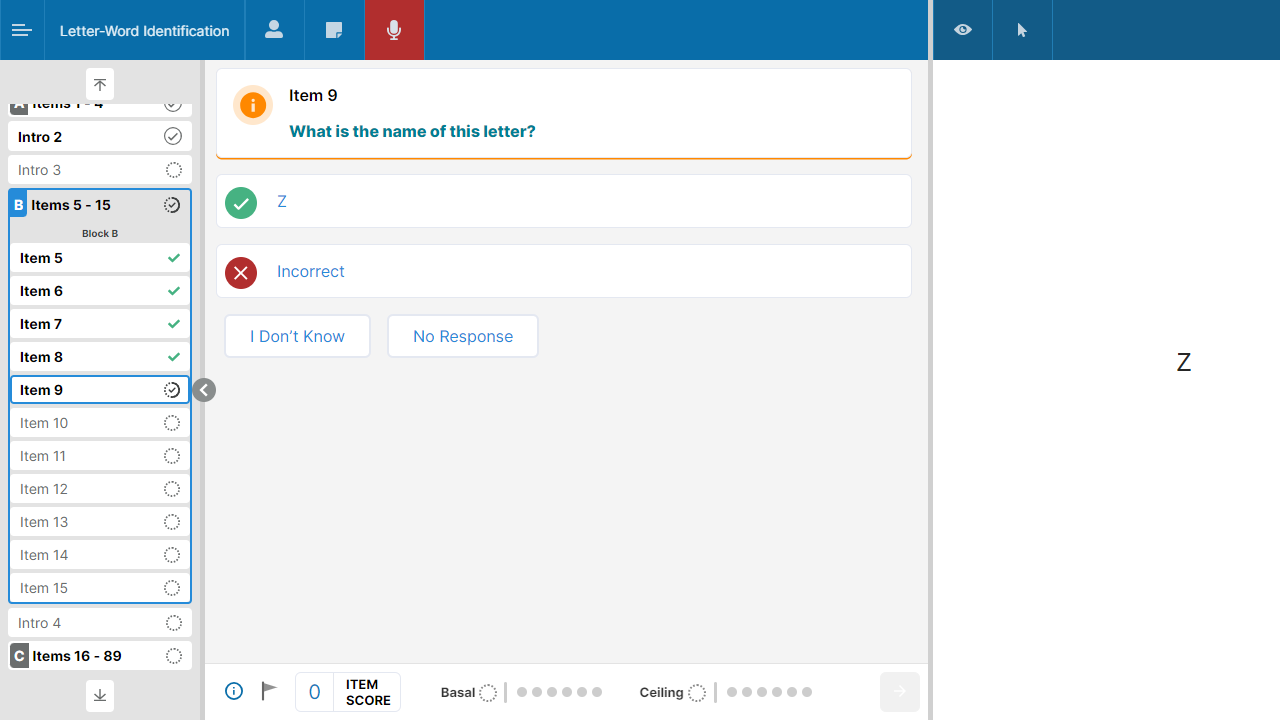 Letter-Word Identification
A Items 1 - 4
Intro 2
Intro 3
B Items 5 - 15
Block B
Item 5
Item 6
Item 7
Item 8
Item 9
Item 10
Item 11
Item 12
Item 13
Item 14
Item 15
Intro 4
C Items 16 - 89
Item 9
What is the name of this letter?
Z
Incorrect
I Don’t Know
No Response
0 ITEM
SCORE
Basal
Ceiling
Z